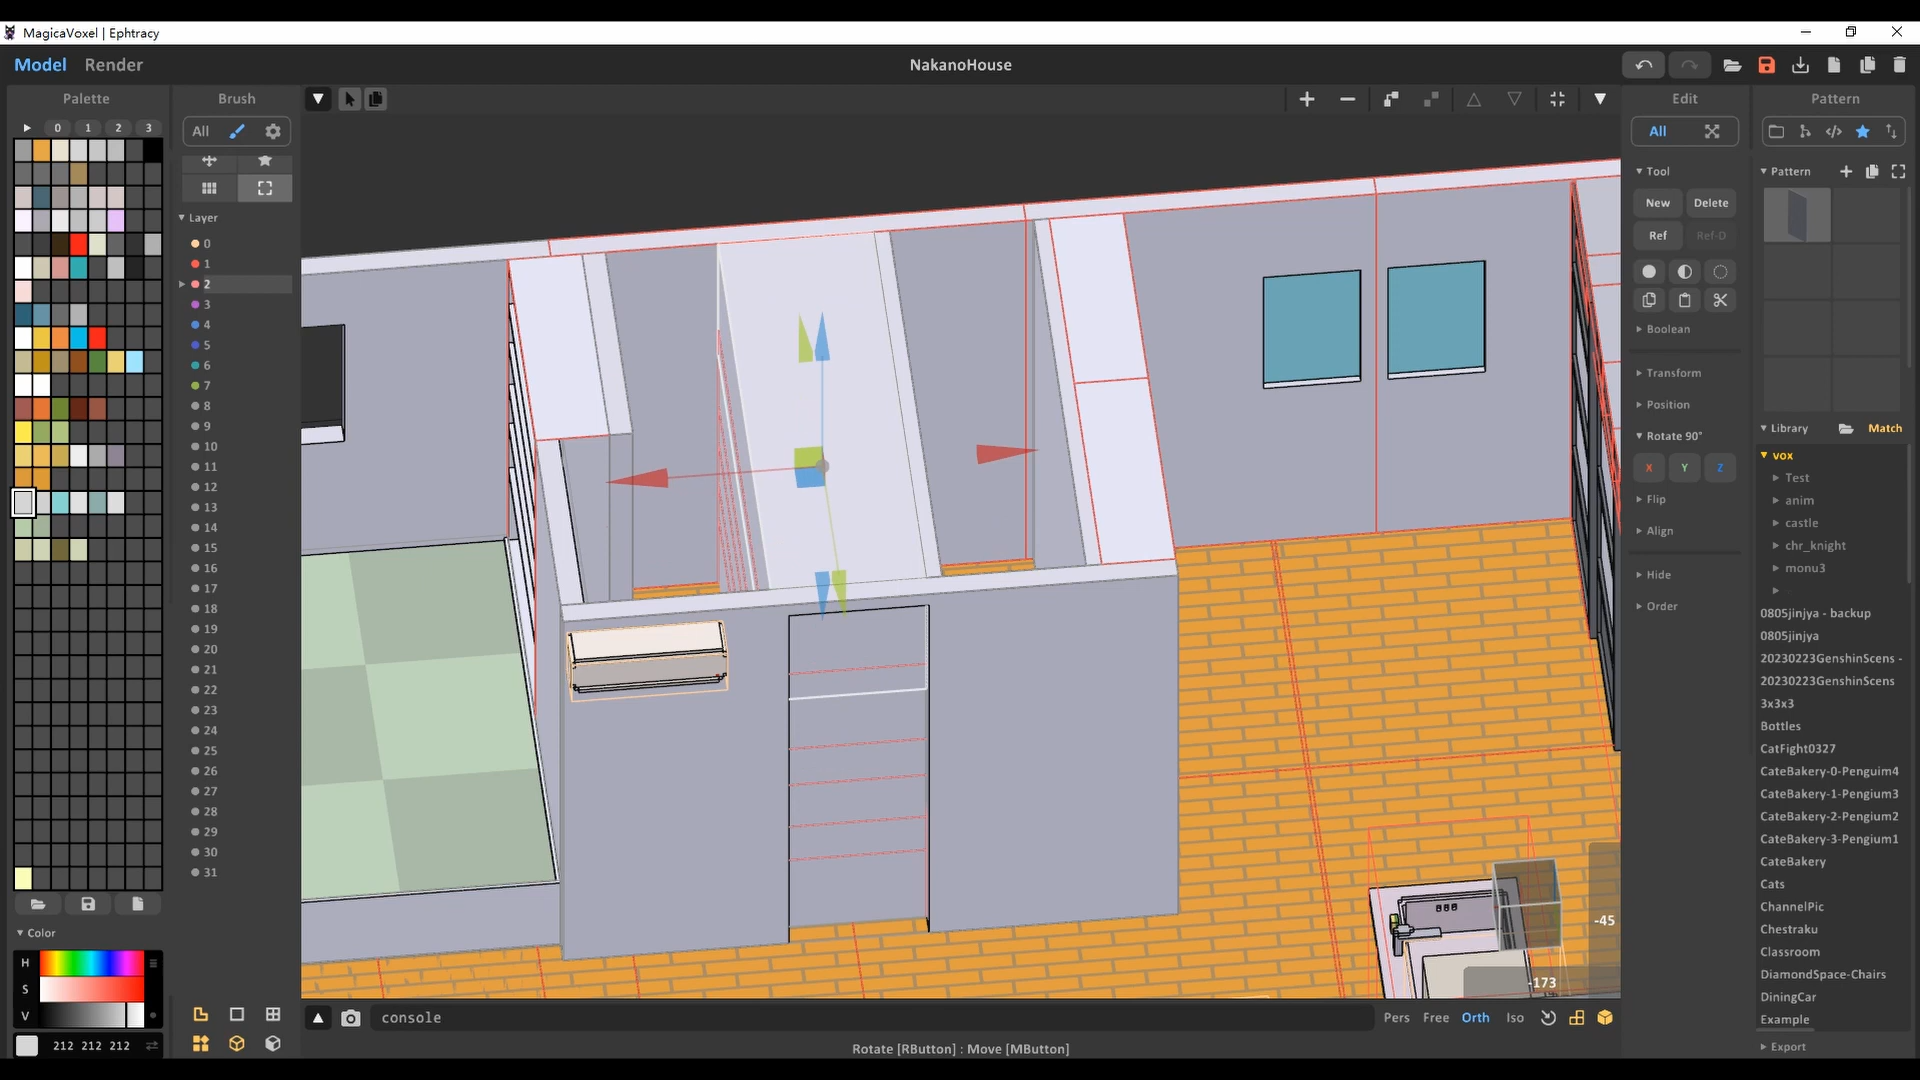 MagicaVoxel | Ephtracy
Model Render
NakanoHouse
Palette
Brush
Edit
Pattern
0 1 2 3
All
Layer
0
1
2
3
4
5
6
7
8
9
10
11
12
13
14
15
16
17
18
19
20
21
22
23
24
25
26
27
28
29
30
31
Color
H
S
V
212 212 212
-45
-173
console
Pers Free Orth Iso
Rotate [RButton] : Move [MButton]
All
Tool
New Delete
Ref Ref-D
Boolean
Transform
Position
Rotate 90°
X Y Z
Flip
Align
Hide
Order
Pattern
Library Match
vox
Test
anim
castle
chr_knight
monu3
0805jinjya - backup
0805jinjya
20230223GenshinScens -
20230223GenshinScens
3x3x3
Bottles
CatFight0327
CateBakery-0-Penguim4
CateBakery-1-Pengium3
CateBakery-2-Pengium2
CateBakery-3-Pengium1
CateBakery
Cats
ChannelPic
Chestraku
Classroom
DiamondSpace-Chairs
DiningCar
Example
Export